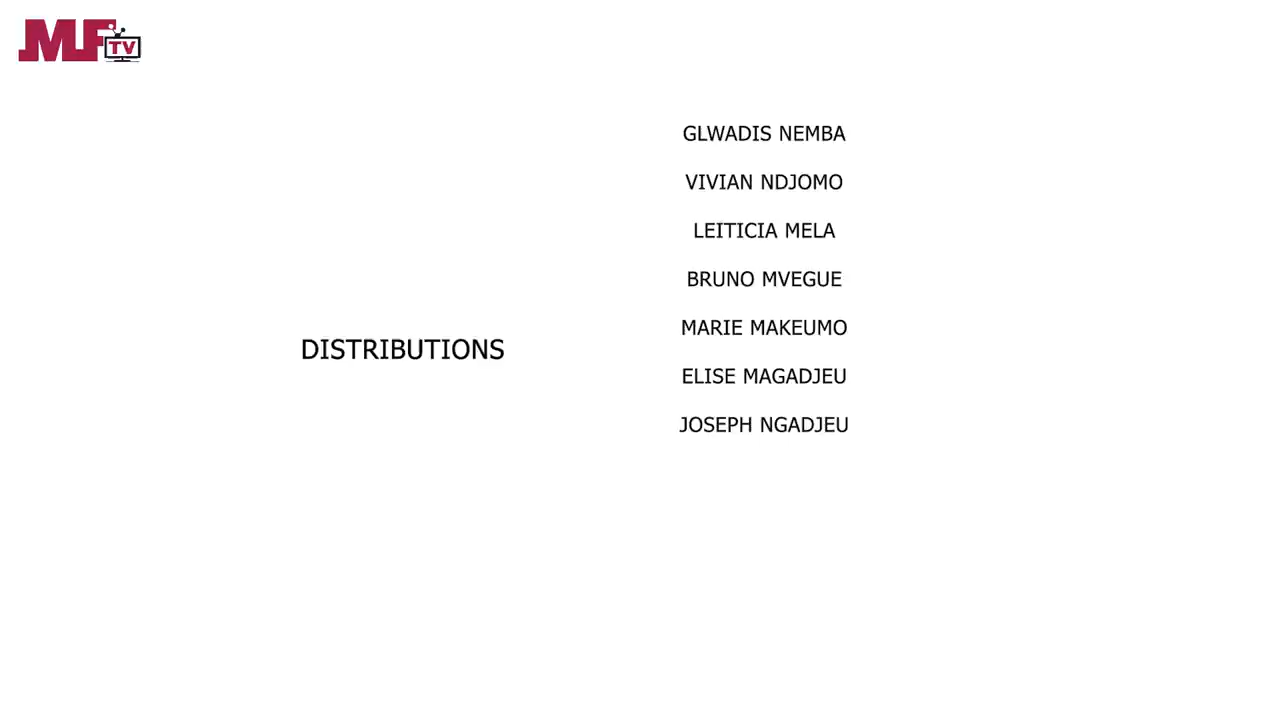 MLF TV
GLWADIS NEMBA
VIVIAN NDJOMO
LEITICIA MELA
BRUNO MVEGUE
MARIE MAKEUMO
DISTRIBUTIONS
ELISE MAGADJEU
JOSEPH NGADJEU